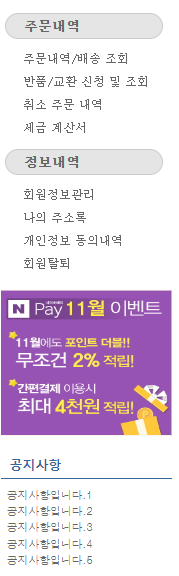 주문내역
주문내역/배송 조회
반품/교환 신청 및 조회
취소 주문 내역
세금 계산서
정보내역
회원정보관리
나의 주소록
개인정보 동의내역
회원탈퇴
N Pay 11월 이벤트
11월에도 포인트 더블!!
무조건 2% 적립!
간편결제 이용시
최대 4천원 적립!
공지사항
공지사항입니다.1
공지사항입니다.2
공지사항입니다.3
공지사항입니다.4
공지사항입니다.5